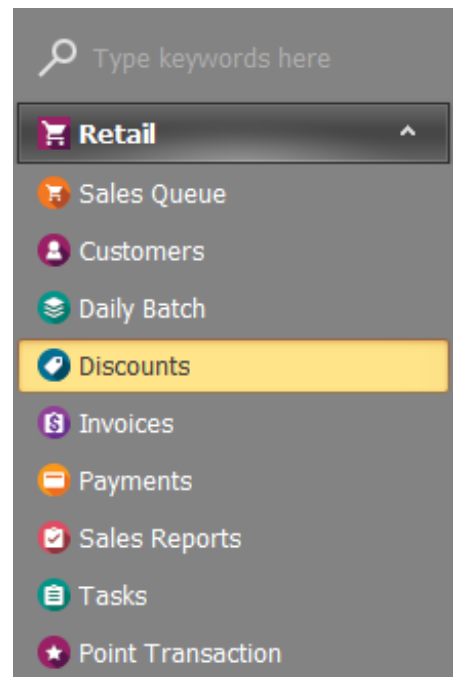 Type keywords here
Retail
Sales Queue
Customers
Daily Batch
Discounts
Invoices
Payments
Sales Reports
Tasks
Point Transaction